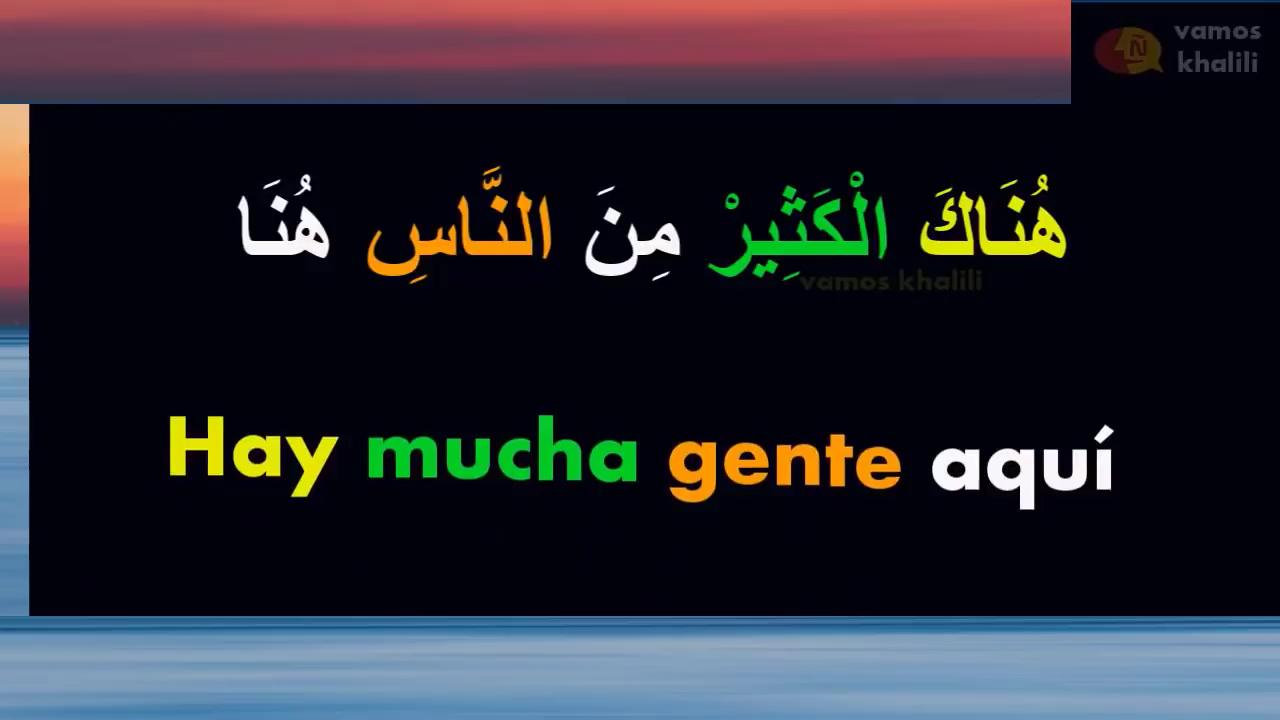 vamos
khalili
هُنَاكَ الْكَثِيرْ مِنَ النَّاسِ هُنَا
vamos khalili
Hay mucha gente aquí